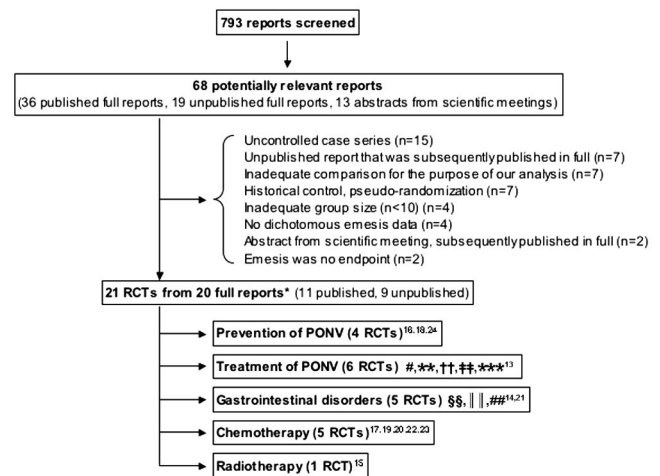 793 reports screened
68 potentially relevant reports
(36 published full reports, 19 unpublished full reports, 13 abstracts from scientific meetings)
Uncontrolled case series (n=15)
Unpublished report that was subsequently published in full (n=7)
Inadequate comparison for the purpose of our analysis (n=7)
Historical control, pseudo-randomization (n=7)
Inadequate group size (n<10) (n=4)
No dichotomous emesis data (n=4)
Abstract from scientific meeting, subsequently published in full (n=2)
Emesis was no endpoint (n=2)
21 RCTs from 20 full reports* (11 published, 9 unpublished)
Prevention of PONV (4 RCTs)16,18,24
Treatment of PONV (6 RCTs) #,**,††,‡‡,***13
Gastrointestinal disorders (5 RCTs) §§,║║,##14,21
Chemotherapy (5 RCTs)17,19,20,22,23
Radiotherapy (1 RCT)15